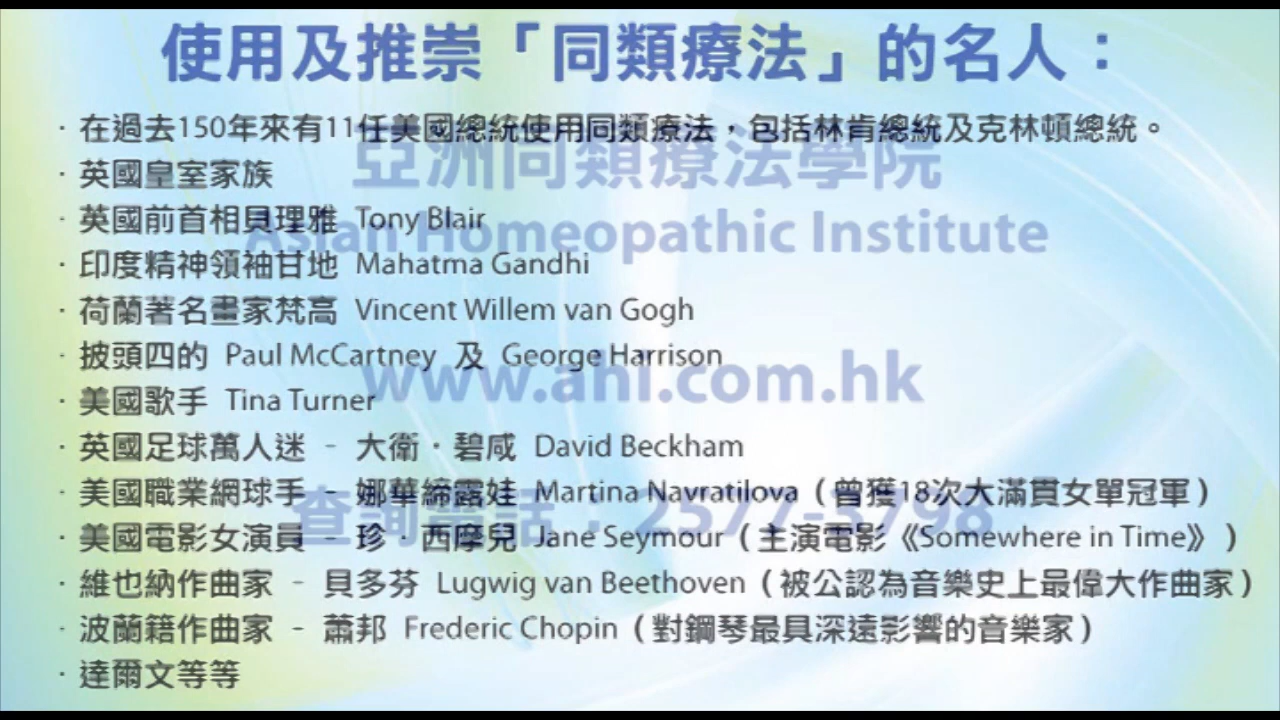 使用及推崇「同類療法」的名人：
· 在過去150年來有11任美國總統使用同類療法，包括林肯總統及克林頓總統。
亞洲同類療法學院
· 英國皇室家族
· 英國前首相貝理雅 Tony Blair
Asian Homeopathic Institute
· 印度精神領袖甘地 Mahatma Gandhi
· 荷蘭著名畫家梵高 Vincent Willem van Gogh
· 披頭四的 Paul McCartney 及 George Harrison
www.ahi.com.hk
· 美國歌手 Tina Turner
· 英國足球萬人迷 - 大衛·碧咸 David Beckham
· 美國職業網球手 - 娜華締露娃 Martina Navratilova（曾獲18次大滿貫女單冠軍）
查詢電話：2577-3798
· 美國電影女演員 - 珍·西摩兒 Jane Seymour（主演電影《Somewhere in Time》）
· 維也納作曲家 - 貝多芬 Lugwig van Beethoven（被公認為音樂史上最偉大作曲家）
· 波蘭籍作曲家 - 蕭邦 Frederic Chopin（對鋼琴最具深遠影響的音樂家）
· 達爾文等等